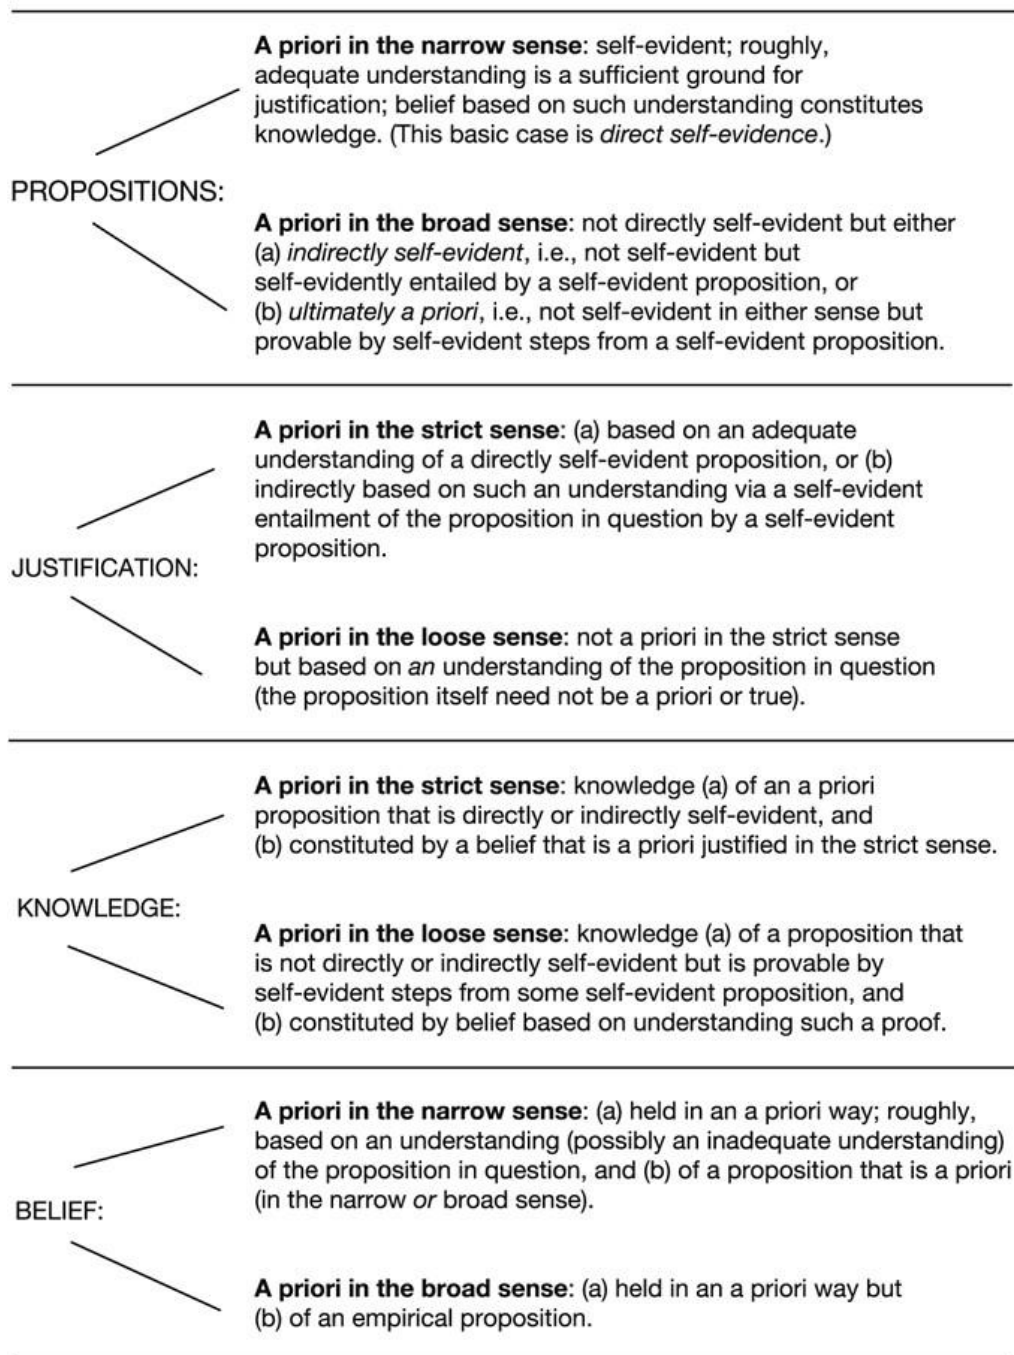 A priori in the narrow sense: self-evident; roughly,
adequate understanding is a sufficient ground for
justification; belief based on such understanding constitutes
knowledge. (This basic case is direct self-evidence.)
PROPOSITIONS:
A priori in the broad sense: not directly self-evident but either
(a) indirectly self-evident, i.e., not self-evident but
self-evidently entailed by a self-evident proposition, or
(b) ultimately a priori, i.e., not self-evident in either sense but
provable by self-evident steps from a self-evident proposition.
A priori in the strict sense: (a) based on an adequate
understanding of a directly self-evident proposition, or (b)
indirectly based on such an understanding via a self-evident
entailment of the proposition in question by a self-evident
proposition.
JUSTIFICATION:
A priori in the loose sense: not a priori in the strict sense
but based on an understanding of the proposition in question
(the proposition itself need not be a priori or true).
A priori in the strict sense: knowledge (a) of an a priori
proposition that is directly or indirectly self-evident, and
(b) constituted by a belief that is a priori justified in the strict sense.
KNOWLEDGE:
A priori in the loose sense: knowledge (a) of a proposition that
is not directly or indirectly self-evident but is provable by
self-evident steps from some self-evident proposition, and
(b) constituted by belief based on understanding such a proof.
A priori in the narrow sense: (a) held in an a priori way; roughly,
based on an understanding (possibly an inadequate understanding)
of the proposition in question, and (b) of a proposition that is a priori
(in the narrow or broad sense).
BELIEF:
A priori in the broad sense: (a) held in an a priori way but
(b) of an empirical proposition.